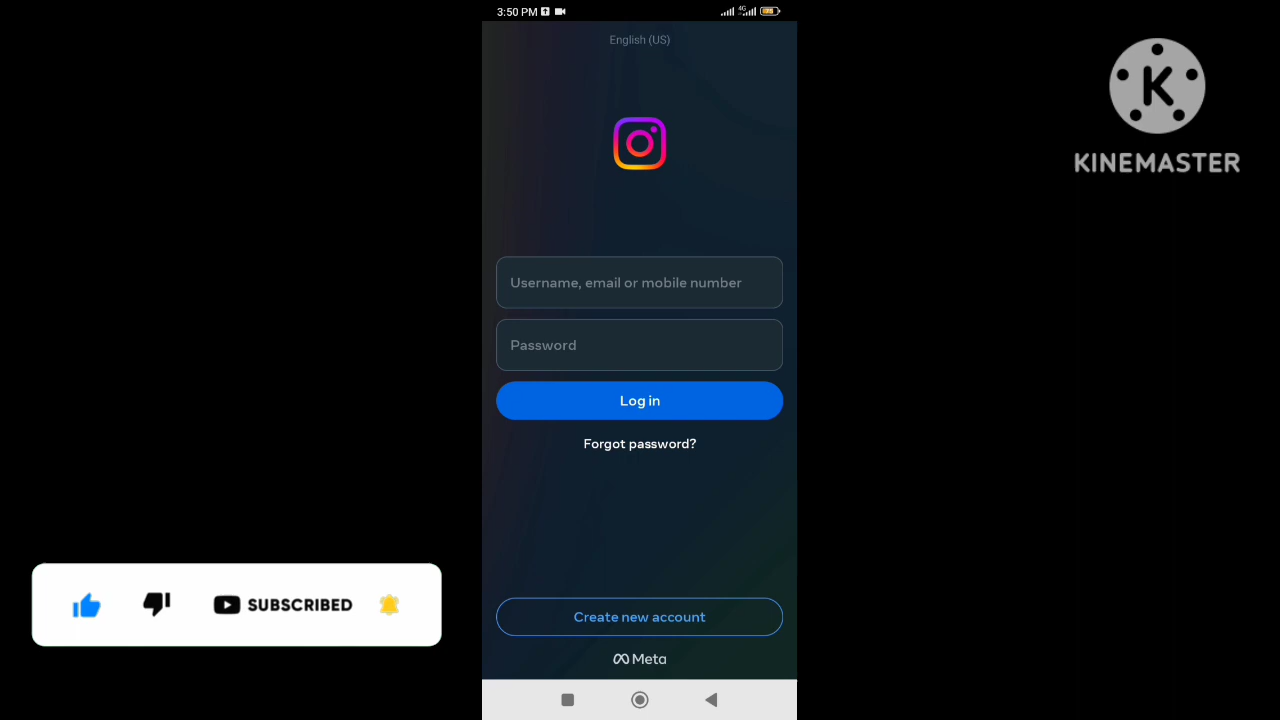 3:50 PM
4G
English (US)
KINEMASTER
Username, email or mobile number
Password
Log in
Forgot password?
SUBSCRIBED
Create new account
Meta